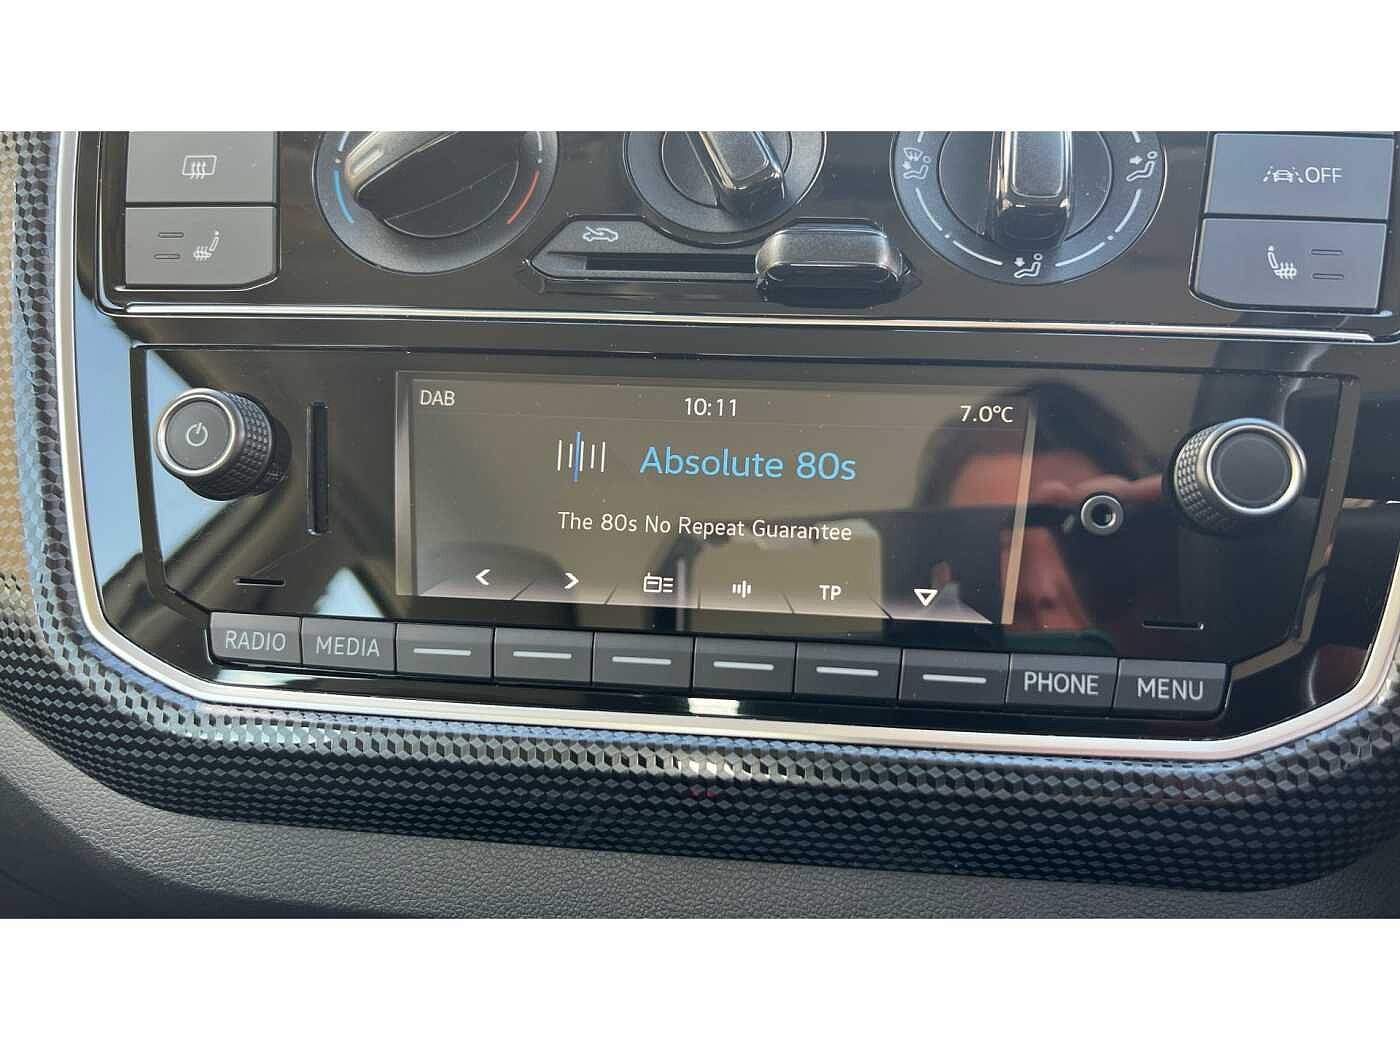 OFF
DAB
10:11
7.0°C
Absolute 80s
The 80s No Repeat Guarantee
< > TP
RADIO MEDIA PHONE MENU